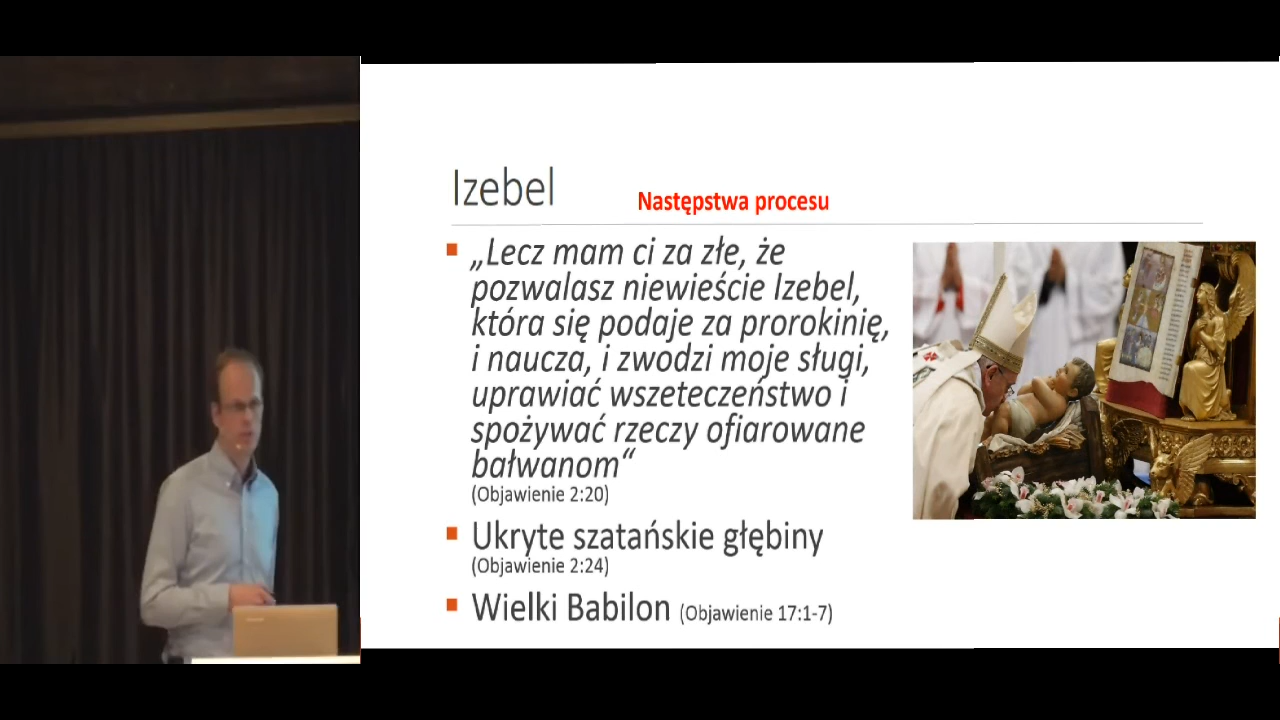 Izebel
Następstwa procesu
„Lecz mam ci za złe, że
pozwalasz niewieście Izebel,
która się podaje za prorokinię,
i naucza, i zwodzi moje sługi,
uprawiać wszeteczeństwo i
spożywać rzeczy ofiarowane
bałwanom“
(Objawienie 2:20)
Ukryte szatańskie głębiny
(Objawienie 2:24)
Wielki Babilon (Objawienie 17:1-7)